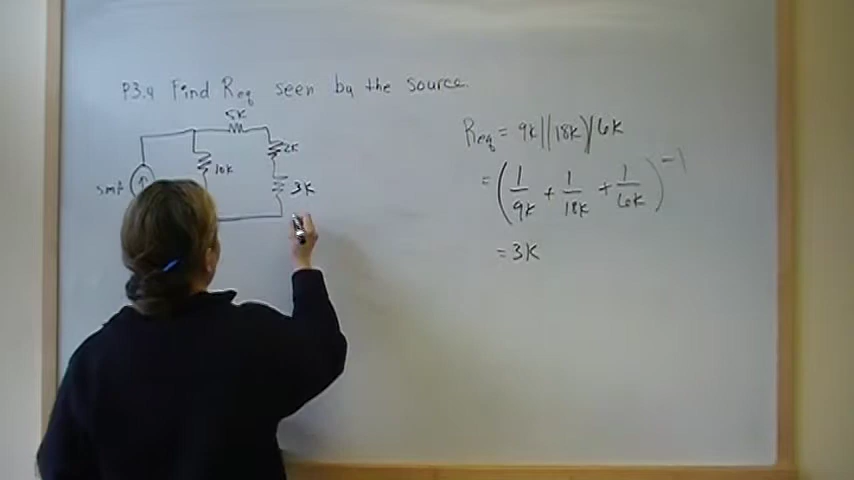 P3.9 Find Req seen by the source.
5K
2K
10K
5mA
3K
Req = 9K||18K||6K
= (1/9K + 1/18K + 1/6K)^-1
= 3K